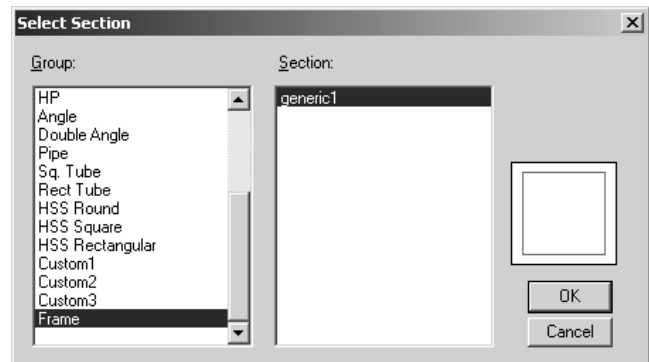 Select Section
Group:
Section:
HP
Angle
Double Angle
Pipe
Sq. Tube
Rect Tube
HSS Round
HSS Square
HSS Rectangular
Custom1
Custom2
Custom3
Frame
generic1
OK
Cancel